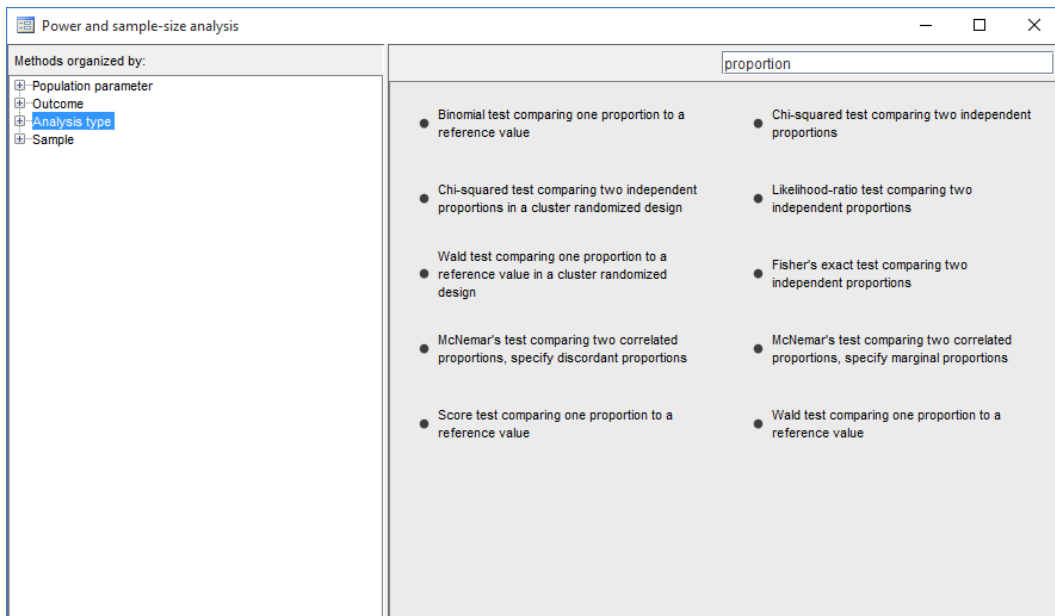 Power and sample-size analysis
Methods organized by:
proportion
Population parameter
Outcome
Analysis type
Sample
Binomial test comparing one proportion to a
reference value
Chi-squared test comparing two independent
proportions
Chi-squared test comparing two independent
proportions in a cluster randomized design
Likelihood-ratio test comparing two
independent proportions
Wald test comparing one proportion to a
reference value in a cluster randomized
design
Fisher's exact test comparing two
independent proportions
McNemar's test comparing two correlated
proportions, specify discordant proportions
McNemar's test comparing two correlated
proportions, specify marginal proportions
Score test comparing one proportion to a
reference value
Wald test comparing one proportion to a
reference value